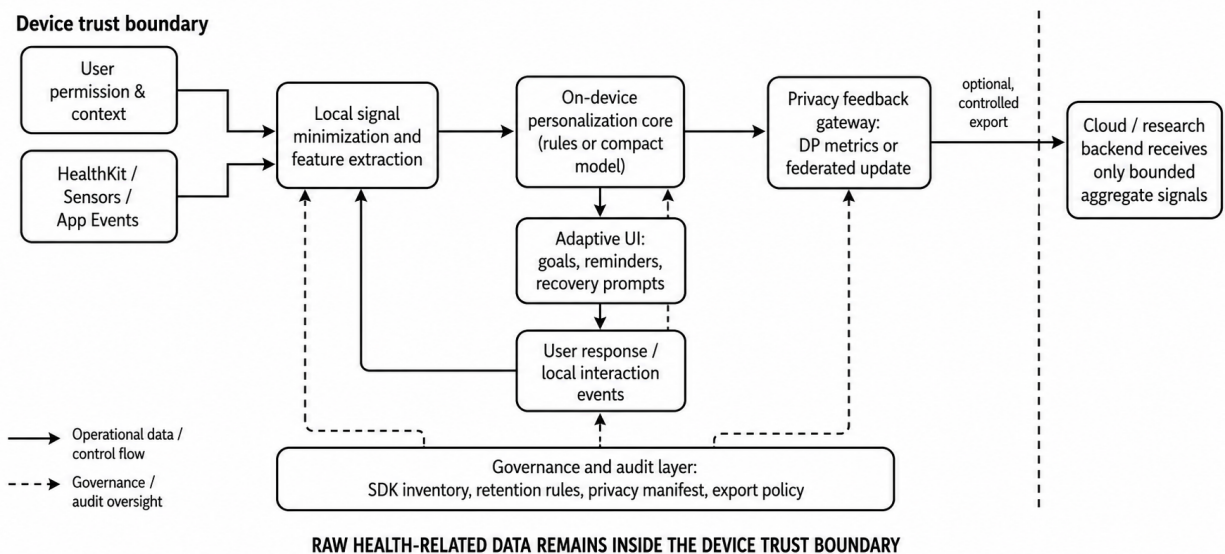 Device trust boundary
User
permission &
context
HealthKit /
Sensors /
App Events
Local signal
minimization and
feature extraction
On-device
personalization core
(rules or compact
model)
Privacy feedback
gateway:
DP metrics or
federated update
optional,
controlled
export
Cloud / research
backend receives
only bounded
aggregate signals
Adaptive UI:
goals, reminders,
recovery prompts
User response /
local interaction
events
Operational data /
control flow
Governance /
audit oversight
Governance and audit layer:
SDK inventory, retention rules, privacy manifest, export policy
RAW HEALTH-RELATED DATA REMAINS INSIDE THE DEVICE TRUST BOUNDARY